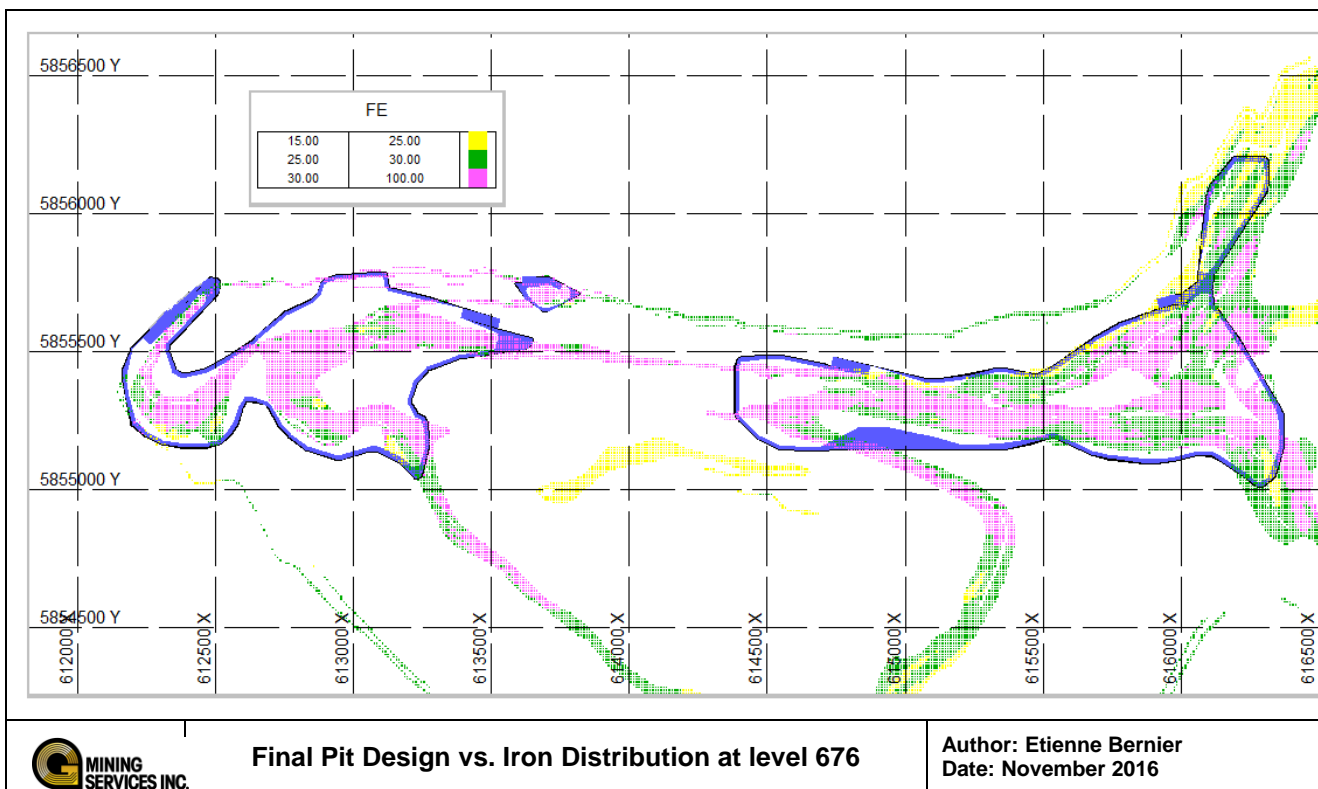 5856500 Y
FE
15.00 25.00
25.00 30.00
30.00 100.00
5856000 Y
5855500 Y
5855000 Y
5854500 Y
612000 X
612500 X
613000 X
613500 X
614000 X
614500 X
615000 X
615500 X
616000 X
616500 X
G MINING
SERVICES INC.
Final Pit Design vs. Iron Distribution at level 676
Author: Etienne Bernier
Date: November 2016